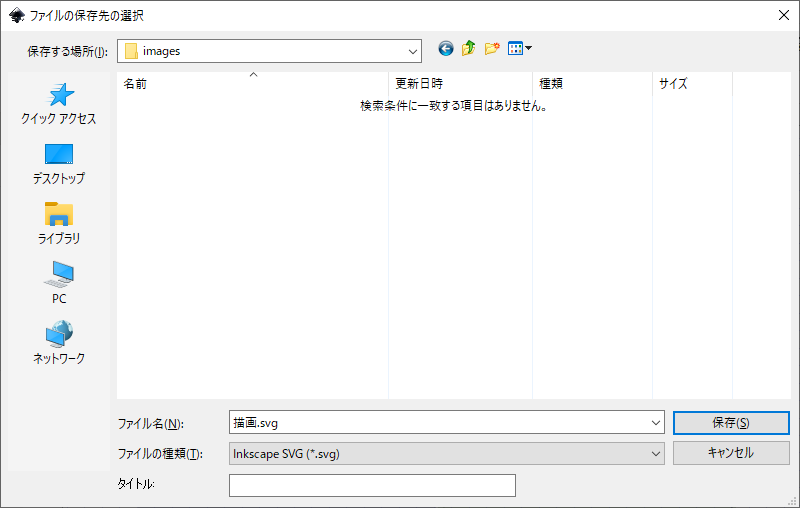 ファイルの保存先の選択
保存する場所(I):
images
名前
更新日時
種類
サイズ
検索条件に一致する項目はありません。
クイック アクセス
デスクトップ
ライブラリ
PC
ネットワーク
ファイル名(N):
描画.svg
保存(S)
ファイルの種類(T):
Inkscape SVG (*.svg)
キャンセル
タイトル: